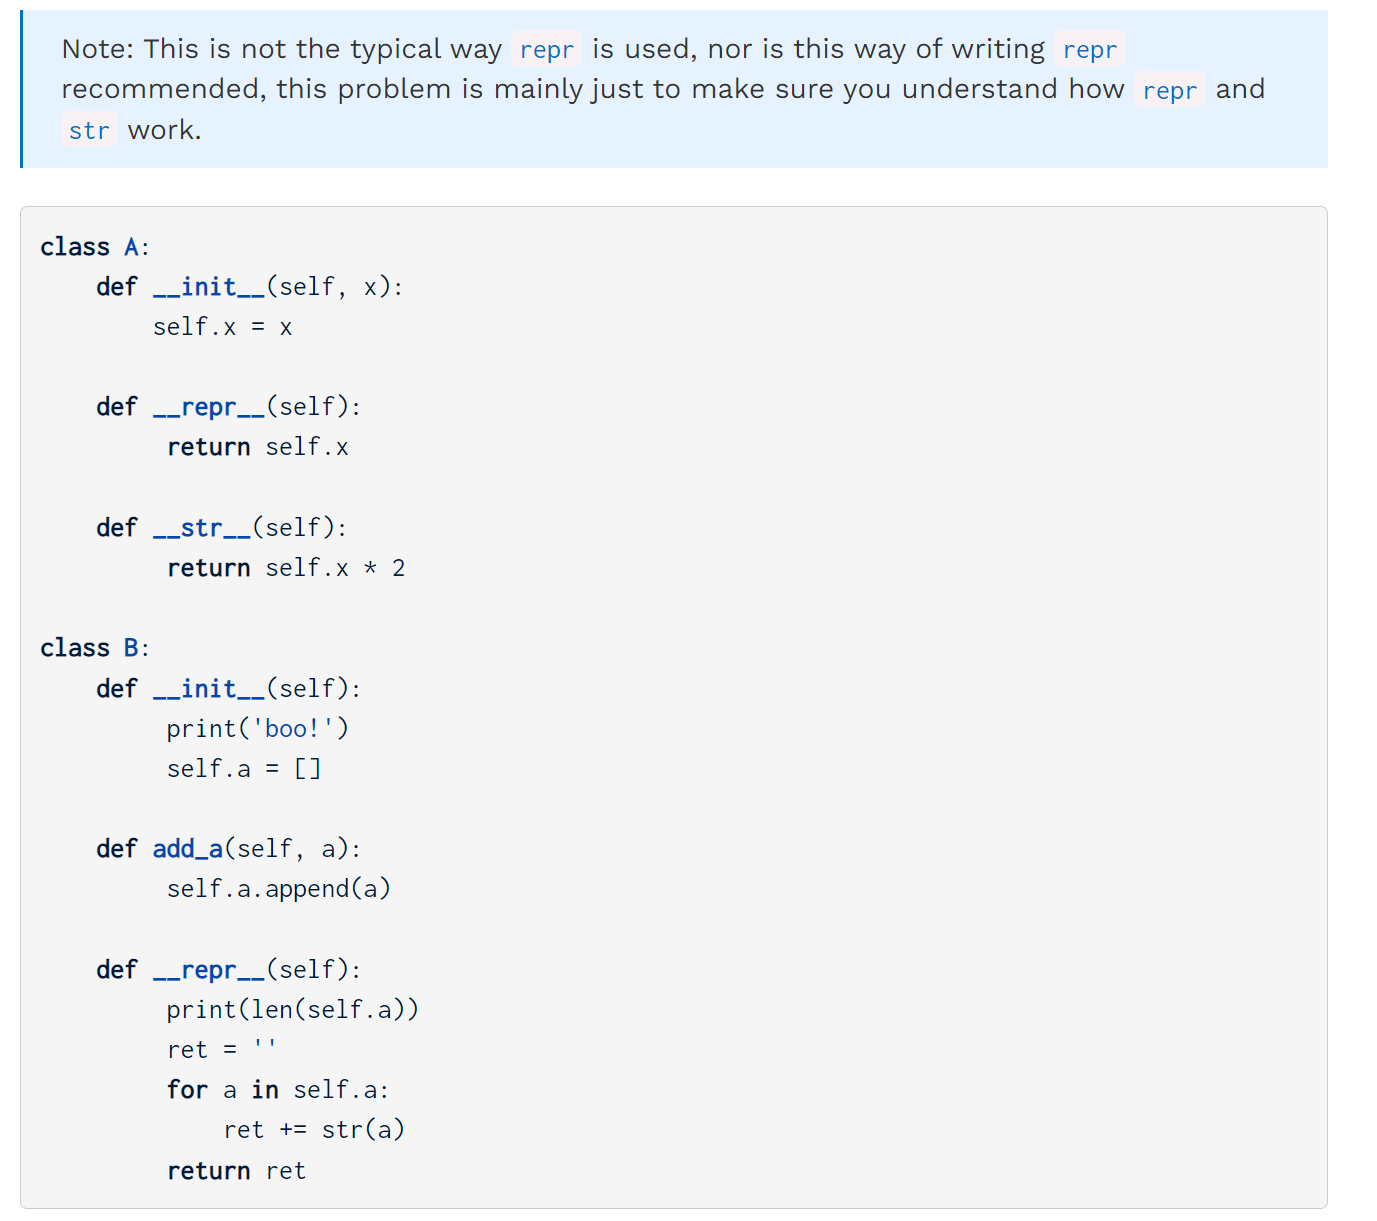 Note: This is not the typical way repr is used, nor is this way of writing repr
recommended, this problem is mainly just to make sure you understand how repr and
str work.
class A:
    def __init__(self, x):
        self.x = x

    def __repr__(self):
         return self.x

    def __str__(self):
         return self.x * 2

class B:
    def __init__(self):
         print('boo!')
         self.a = []

    def add_a(self, a):
         self.a.append(a)

    def __repr__(self):
         print(len(self.a))
         ret = ''
         for a in self.a:
             ret += str(a)
         return ret